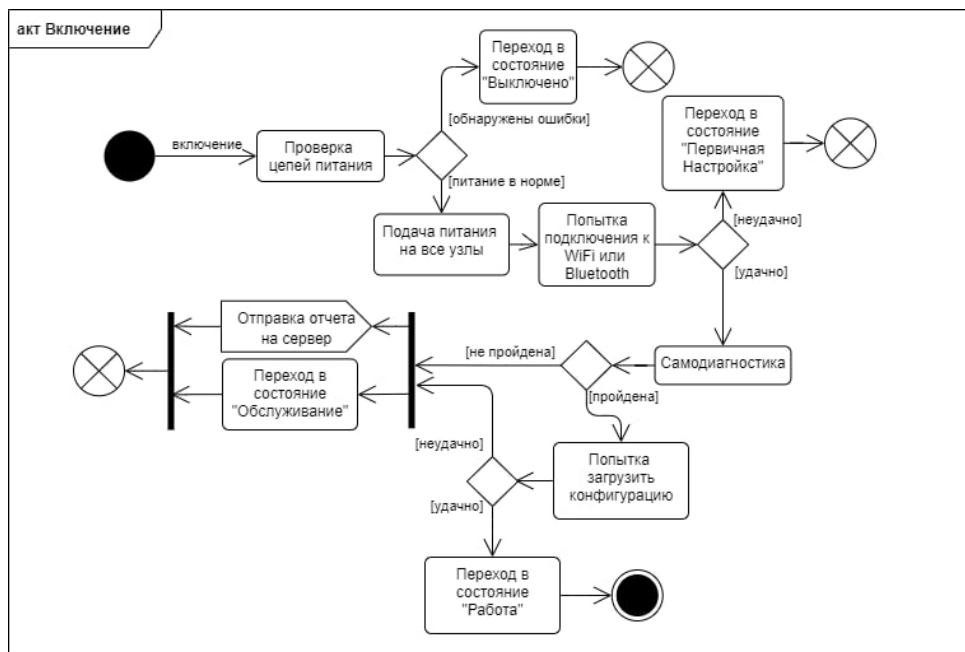 акт Включение
Переход в
состояние
"Выключено"
[обнаружены ошибки]
включение
Проверка
цепей питания
[питание в норме]
Переход в
состояние
"Первичная
Настройка"
Подача питания
на все узлы
Попытка
подключения к
WiFi или
Bluetooth
[неудачно]
[удачно]
Отправка отчета
на сервер
[не пройдена]
Самодиагностика
Переход в
состояние
"Обслуживание"
[пройдена]
[неудачно]
Попытка
загрузить
конфигурацию
[удачно]
Переход в
состояние
"Работа"